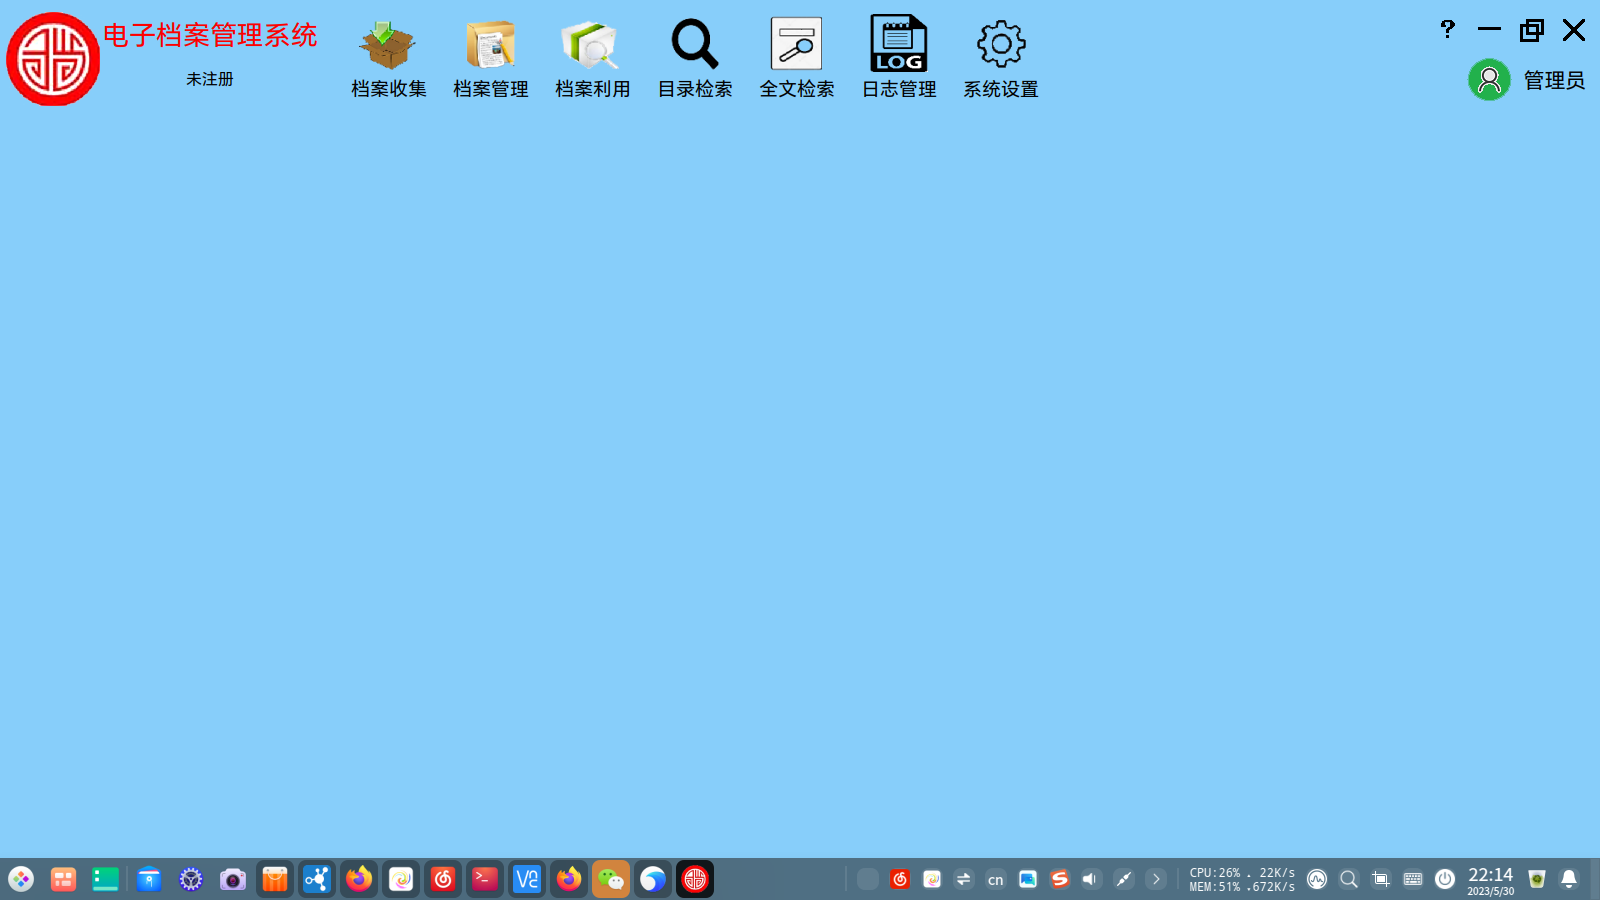 电子档案管理系统
未注册
档案收集
档案管理
档案利用
目录检索
全文检索
LOG
日志管理
系统设置
?
管理员
cn
CPU:26% . 22K/s
MEM:51% .672K/s
22:14
2023/5/30